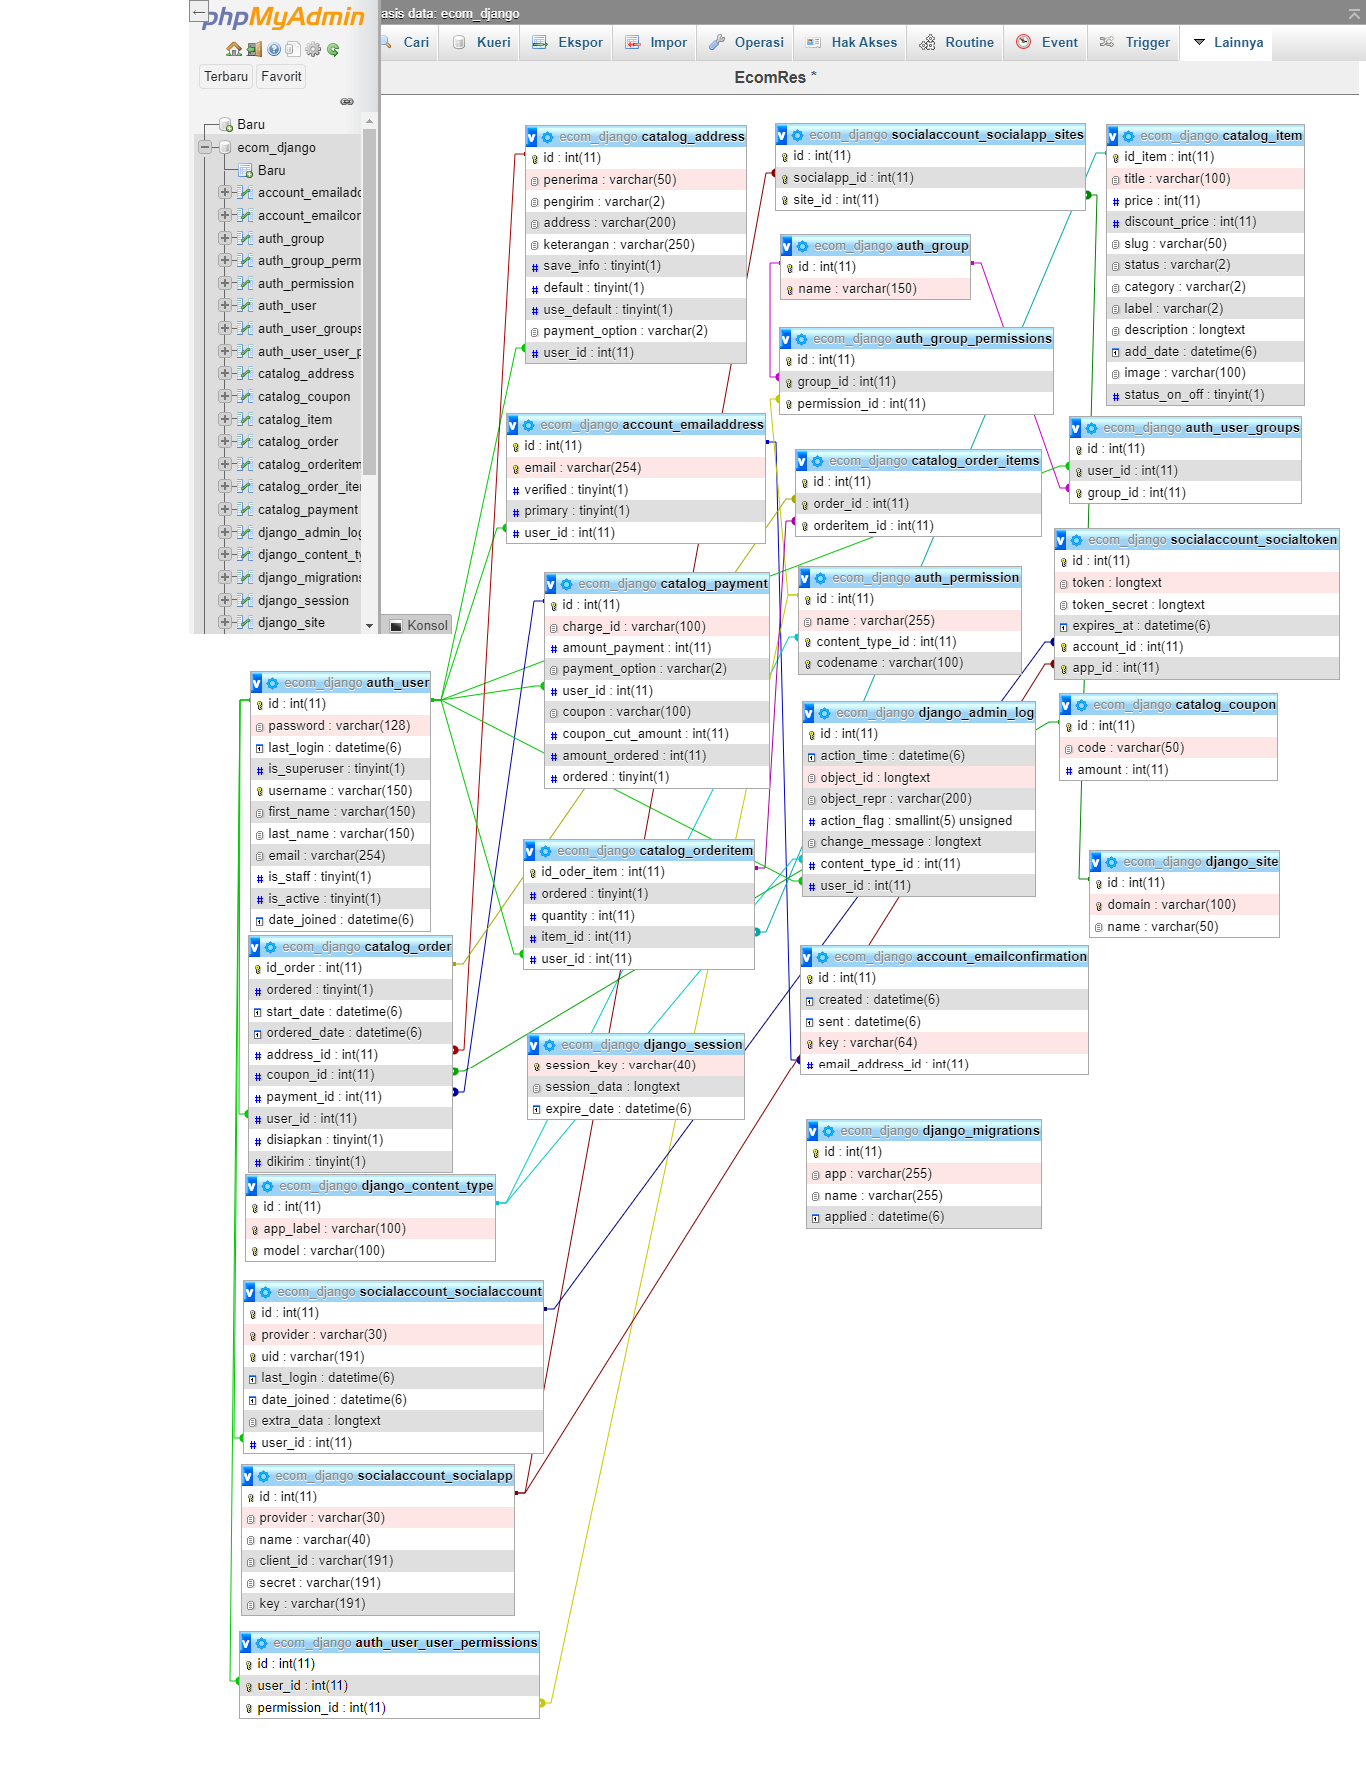 phpMyAdmin
asis data: ecom_django
Cari
Kueri
Ekspor
Impor
Operasi
Hak Akses
Routine
Event
Trigger
Lainnya
Terbaru
Favorit
EcomRes *
Baru
ecom_django
Baru
account_emailadd
account_emailcor
auth_group
auth_group_perm
auth_permission
auth_user
auth_user_groups
auth_user_user_p
catalog_address
catalog_coupon
catalog_item
catalog_order
catalog_orderitem
catalog_order_iter
catalog_payment
django_admin_log
django_content_ty
django_migrations
django_session
django_site
Konsol
ecom_django catalog_address
id : int(11)
penerima : varchar(50)
pengirim : varchar(2)
address : varchar(200)
keterangan : varchar(250)
save_info : tinyint(1)
default : tinyint(1)
use_default : tinyint(1)
payment_option : varchar(2)
user_id : int(11)
ecom_django socialaccount_socialapp_sites
id : int(11)
socialapp_id : int(11)
site_id : int(11)
ecom_django catalog_item
id_item : int(11)
title : varchar(100)
price : int(11)
discount_price : int(11)
slug : varchar(50)
status : varchar(2)
category : varchar(2)
label : varchar(2)
description : longtext
add_date : datetime(6)
image : varchar(100)
status_on_off : tinyint(1)
ecom_django auth_group
id : int(11)
name : varchar(150)
ecom_django auth_group_permissions
id : int(11)
group_id : int(11)
permission_id : int(11)
ecom_django account_emailaddress
id : int(11)
email : varchar(254)
verified : tinyint(1)
primary : tinyint(1)
user_id : int(11)
ecom_django catalog_order_items
id : int(11)
order_id : int(11)
orderitem_id : int(11)
ecom_django auth_user_groups
id : int(11)
user_id : int(11)
group_id : int(11)
ecom_django socialaccount_socialtoken
id : int(11)
token : longtext
token_secret : longtext
expires_at : datetime(6)
account_id : int(11)
app_id : int(11)
ecom_django catalog_payment
id : int(11)
charge_id : varchar(100)
amount_payment : int(11)
payment_option : varchar(2)
user_id : int(11)
coupon : varchar(100)
coupon_cut_amount : int(11)
amount_ordered : int(11)
ordered : tinyint(1)
ecom_django auth_permission
id : int(11)
name : varchar(255)
content_type_id : int(11)
codename : varchar(100)
ecom_django auth_user
id : int(11)
password : varchar(128)
last_login : datetime(6)
is_superuser : tinyint(1)
username : varchar(150)
first_name : varchar(150)
last_name : varchar(150)
email : varchar(254)
is_staff : tinyint(1)
is_active : tinyint(1)
date_joined : datetime(6)
ecom_django django_admin_log
id : int(11)
action_time : datetime(6)
object_id : longtext
object_repr : varchar(200)
action_flag : smallint(5) unsigned
change_message : longtext
content_type_id : int(11)
user_id : int(11)
ecom_django catalog_coupon
id : int(11)
code : varchar(50)
amount : int(11)
ecom_django catalog_orderitem
id_oder_item : int(11)
ordered : tinyint(1)
quantity : int(11)
item_id : int(11)
user_id : int(11)
ecom_django django_site
id : int(11)
domain : varchar(100)
name : varchar(50)
ecom_django catalog_order
id_order : int(11)
ordered : tinyint(1)
start_date : datetime(6)
ordered_date : datetime(6)
address_id : int(11)
coupon_id : int(11)
payment_id : int(11)
user_id : int(11)
disiapkan : tinyint(1)
dikirim : tinyint(1)
ecom_django account_emailconfirmation
id : int(11)
created : datetime(6)
sent : datetime(6)
key : varchar(64)
email_address_id : int(11)
ecom_django django_session
session_key : varchar(40)
session_data : longtext
expire_date : datetime(6)
ecom_django django_migrations
id : int(11)
app : varchar(255)
name : varchar(255)
applied : datetime(6)
ecom_django django_content_type
id : int(11)
app_label : varchar(100)
model : varchar(100)
ecom_django socialaccount_socialaccount
id : int(11)
provider : varchar(30)
uid : varchar(191)
last_login : datetime(6)
date_joined : datetime(6)
extra_data : longtext
user_id : int(11)
ecom_django socialaccount_socialapp
id : int(11)
provider : varchar(30)
name : varchar(40)
client_id : varchar(191)
secret : varchar(191)
key : varchar(191)
ecom_django auth_user_user_permissions
id : int(11)
user_id : int(11)
permission_id : int(11)